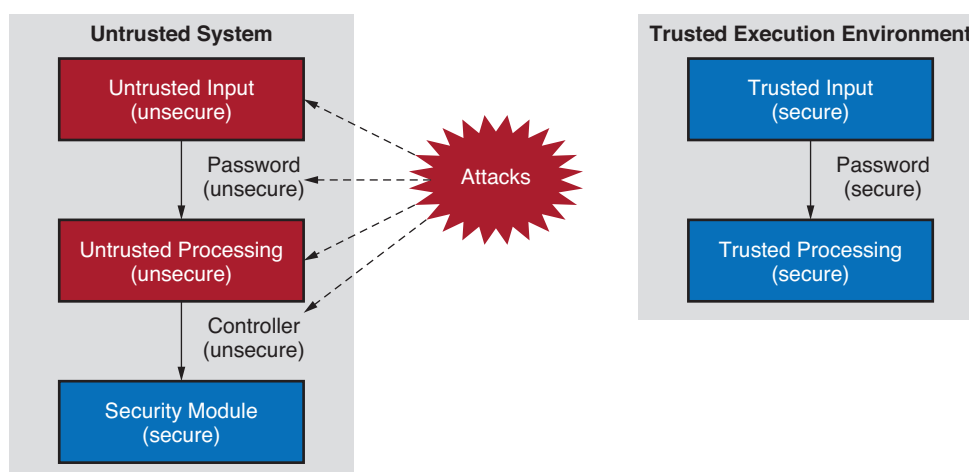 Untrusted System
Untrusted Input
(unsecure)
Password
(unsecure)
Untrusted Processing
(unsecure)
Controller
(unsecure)
Security Module
(secure)
Attacks
Trusted Execution Environment
Trusted Input
(secure)
Password
(secure)
Trusted Processing
(secure)